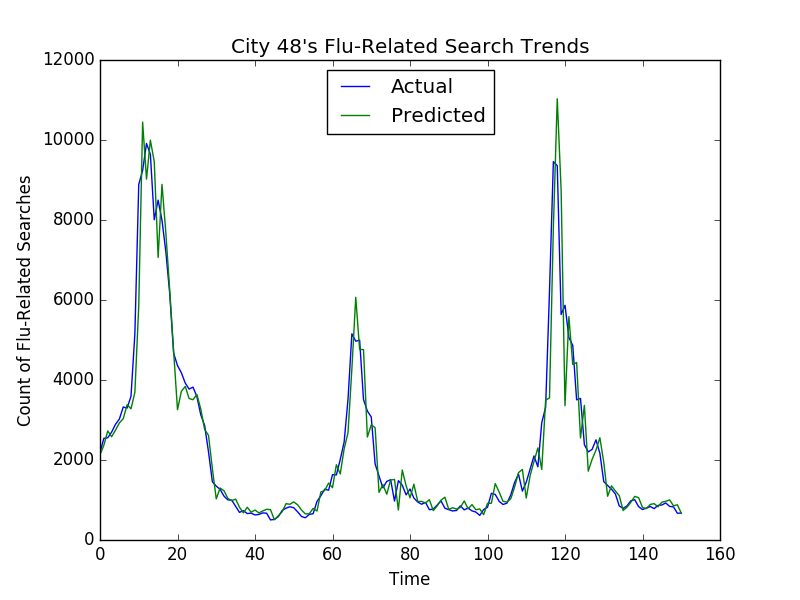 City 48's Flu-Related Search Trends
Actual
Predicted
12000
10000
8000
6000
4000
2000
0
Count of Flu-Related Searches
0 20 40 60 80 100 120 140 160
Time